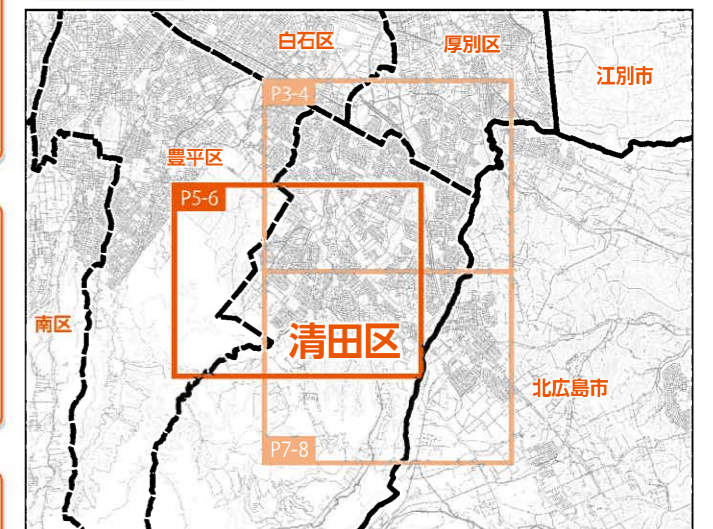 白石区
厚別区
江別市
P3-4
豊平区
P5-6
南区
清田区
北広島市
P7-8